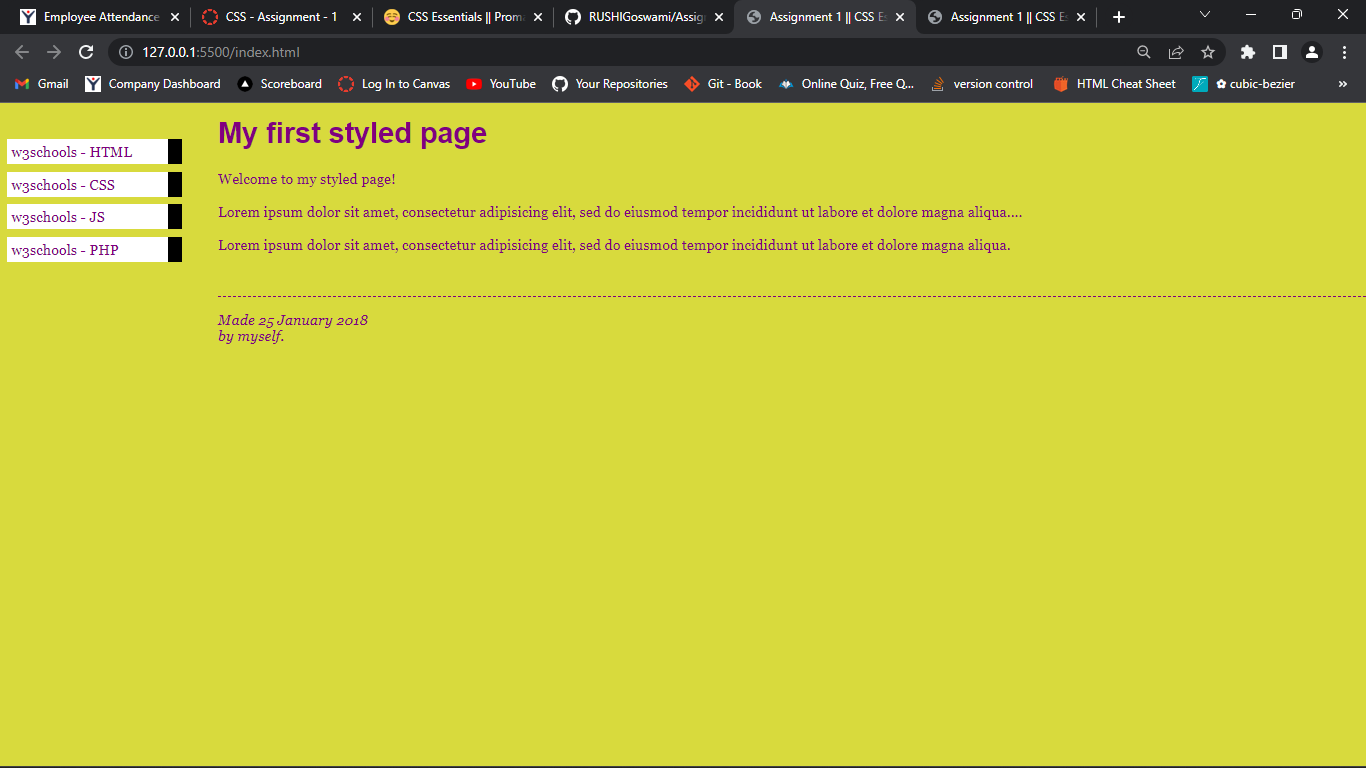 Employee Attendance
CSS - Assignment - 1
CSS Essentials || Prom
RUSHIGoswami/Assig
Assignment 1 || CSS Es
Assignment 1 || CSS Es
127.0.0.1:5500/index.html
Gmail
Company Dashboard
Scoreboard
Log In to Canvas
YouTube
Your Repositories
Git - Book
Online Quiz, Free Q...
version control
HTML Cheat Sheet
✿ cubic-bezier
»
w3schools - HTML
w3schools - CSS
w3schools - JS
w3schools - PHP
My first styled page
Welcome to my styled page!
Lorem ipsum dolor sit amet, consectetur adipisicing elit, sed do eiusmod tempor incididunt ut labore et dolore magna aliqua....
Lorem ipsum dolor sit amet, consectetur adipisicing elit, sed do eiusmod tempor incididunt ut labore et dolore magna aliqua.
Made 25 January 2018
by myself.